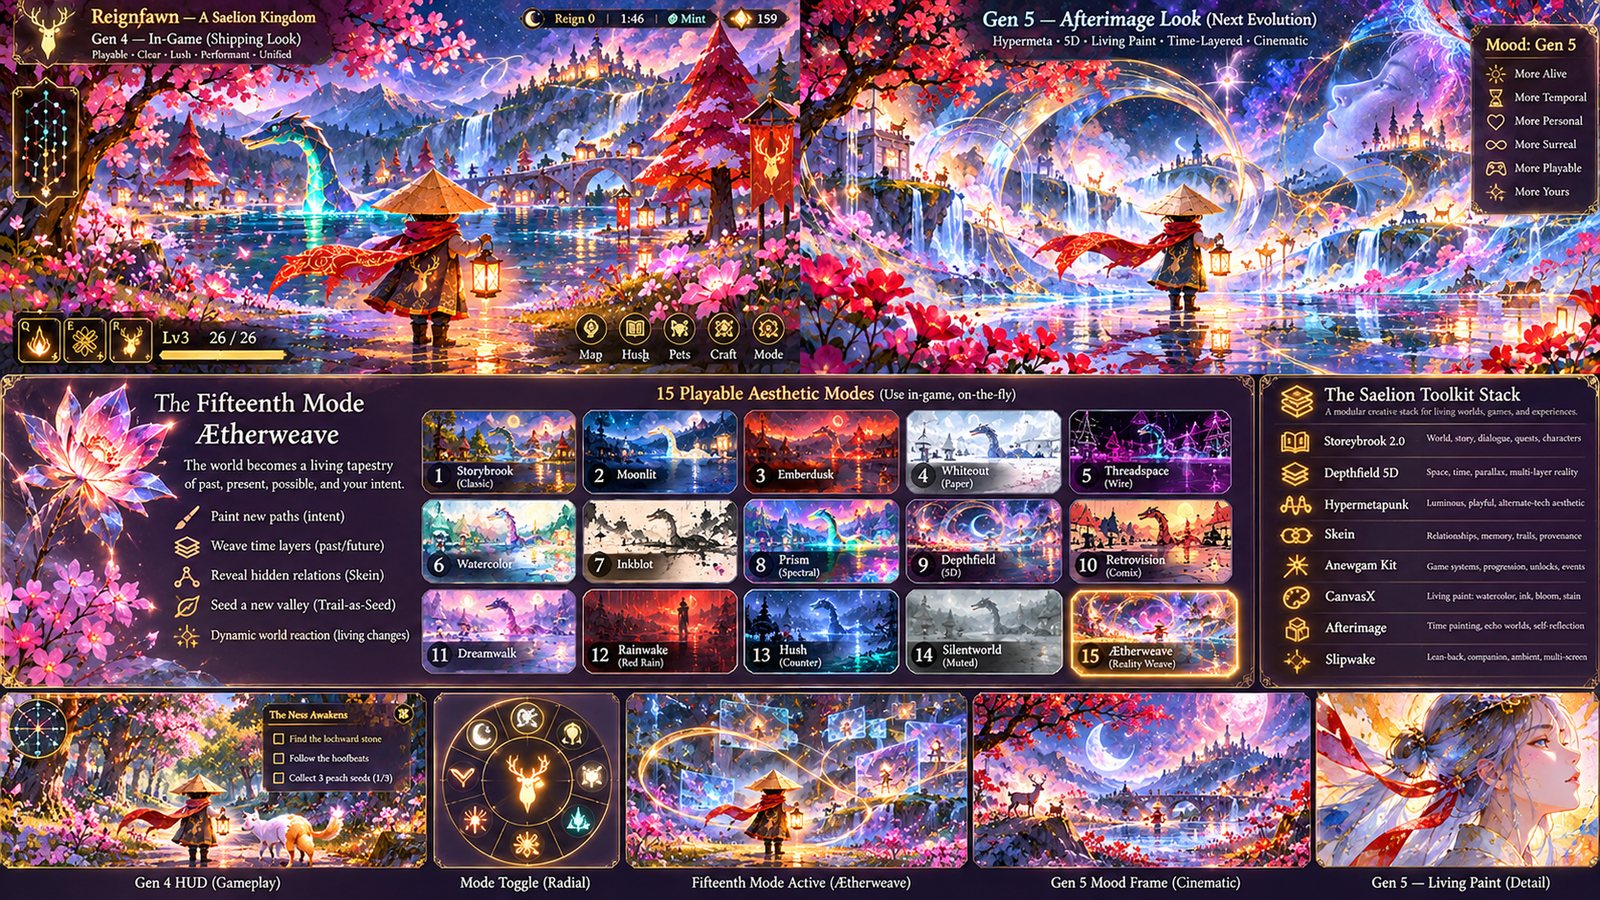 Reignfawn — A Saelion Kingdom
Gen 4 — In-Game (Shipping Look)
Playable • Clear • Lush • Performant • Unified
Reign 0 | 1:46 | Mint
159
Q
E
R
Lv3 26 / 26
Map
Hush
Pets
Craft
Mode
Gen 5 — Afterimage Look (Next Evolution)
Hypermeta • 5D • Living Paint • Time-Layered • Cinematic
Mood: Gen 5
More Alive
More Temporal
More Personal
More Surreal
More Playable
More Yours
The Fifteenth Mode
Ætherweave
The world becomes a living tapestry
of past, present, possible, and your intent.
Paint new paths (intent)
Weave time layers (past/future)
Reveal hidden relations (Skein)
Seed a new valley (Trail-as-Seed)
Dynamic world reaction (living changes)
15 Playable Aesthetic Modes (Use in-game, on-the-fly)
1 Storybrook
(Classic)
2 Moonlit
3 Emberdusk
4 Whiteout
(Paper)
5 Threadspace
(Wire)
6 Watercolor
7 Inkblot
8 Prism
(Spectral)
9 Depthfield
(5D)
10 Retrovision
(Comix)
11 Dreamwalk
12 Rainwake
(Red Rain)
13 Hush
(Counter)
14 Silentworld
(Muted)
15 Ætherweave
(Reality Weave)
The Saelion Toolkit Stack
A modular creative stack for living worlds, games, and experiences.
Storeybrook 2.0 World, story, dialogue, quests, characters
Depthfield 5D Space, time, parallax, multi-layer reality
Hypermetapunk Luminous, playful, alternate-tech aesthetic
Skein Relationships, memory, trails, provenance
Anewgam Kit Game systems, progression, unlocks, events
CanvasX Living paint: watercolor, ink, bloom, stain
Afterimage Time painting, echo worlds, self-reflection
Slipwake Lean-back, companion, ambient, multi-screen
The Ness Awakens
Find the lochward stone
Follow the hoofbeats
Collect 3 peach seeds (1/3)
Gen 4 HUD (Gameplay)
Mode Toggle (Radial)
Fifteenth Mode Active (Ætherweave)
Gen 5 Mood Frame (Cinematic)
Gen 5 — Living Paint (Detail)